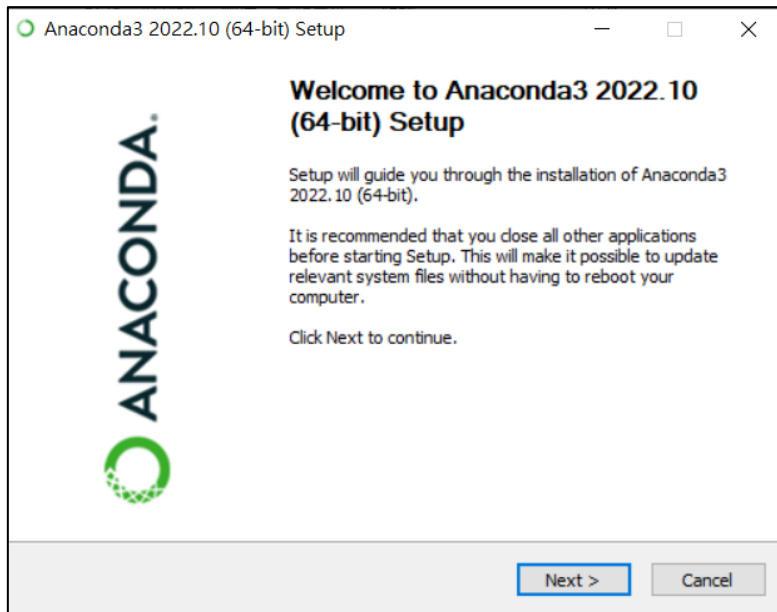 Anaconda3 2022.10 (64-bit) Setup
ANACONDA.
Welcome to Anaconda3 2022.10
(64-bit) Setup
Setup will guide you through the installation of Anaconda3
2022.10 (64-bit).
It is recommended that you close all other applications
before starting Setup. This will make it possible to update
relevant system files without having to reboot your
computer.
Click Next to continue.
Next >
Cancel